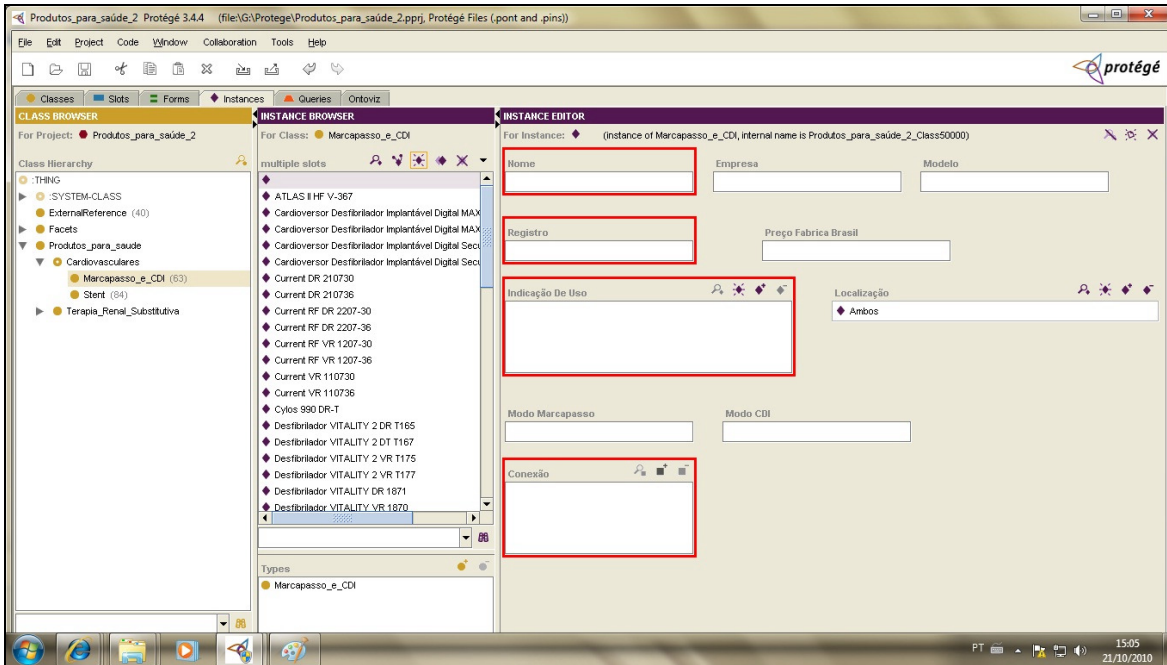 Produtos_para_saúde_2 Protégé 3.4.4 (file:\G:\Protege\Produtos_para_saúde_2.pprj, Protégé Files (.pont and .pins))
File Edit Project Code Window Collaboration Tools Help
protégé
Classes Slots Forms Instances Queries Ontoviz
CLASS BROWSER
For Project: Produtos_para_saúde_2
Class Hierarchy
:THING
:SYSTEM-CLASS
ExternalReference (40)
Facets
Produtos_para_saude
Cardiovasculares
Marcapasso_e_CDI (63)
Stent (84)
Terapia_Renal_Substitutiva
INSTANCE BROWSER
For Class: Marcapasso_e_CDI
multiple slots
ATLAS II HF V-367
Cardioversor Desfibrilador Implantável Digital MAX
Cardioversor Desfibrilador Implantável Digital MAX
Cardioversor Desfibrilador Implantável Digital Secu
Cardioversor Desfibrilador Implantável Digital Secu
Current DR 210730
Current DR 210736
Current RF DR 2207-30
Current RF DR 2207-36
Current RF VR 1207-30
Current RF VR 1207-36
Current VR 110730
Current VR 110736
Cylos 990 DR-T
Desfibrilador VITALITY 2 DR T165
Desfibrilador VITALITY 2 DT T167
Desfibrilador VITALITY 2 VR T175
Desfibrilador VITALITY 2 VR T177
Desfibrilador VITALITY DR 1871
Desfibrilador VITALITY VR 1870
Types
Marcapasso_e_CDI
INSTANCE EDITOR
For Instance: (instance of Marcapasso_e_CDI, internal name is Produtos_para_saúde_2_Class50000)
Nome Empresa Modelo
Registro Preço Fabrica Brasil
Indicação De Uso Localização
Ambos
Modo Marcapasso Modo CDI
Conexão
PT 15:05
21/10/2010